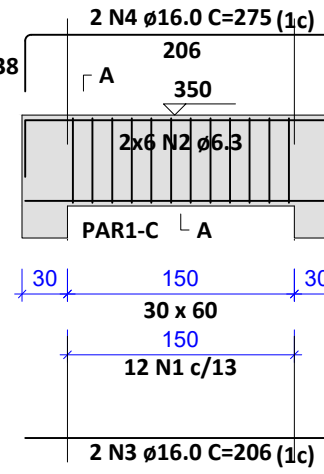 2 N4 ø16.0 C=275 (1c)
206
38
A
350
2x6 N2 ø6.3
PAR1-C
A
30 150 30
30 x 60
150
12 N1 c/13
2 N3 ø16.0 C=206 (1c)